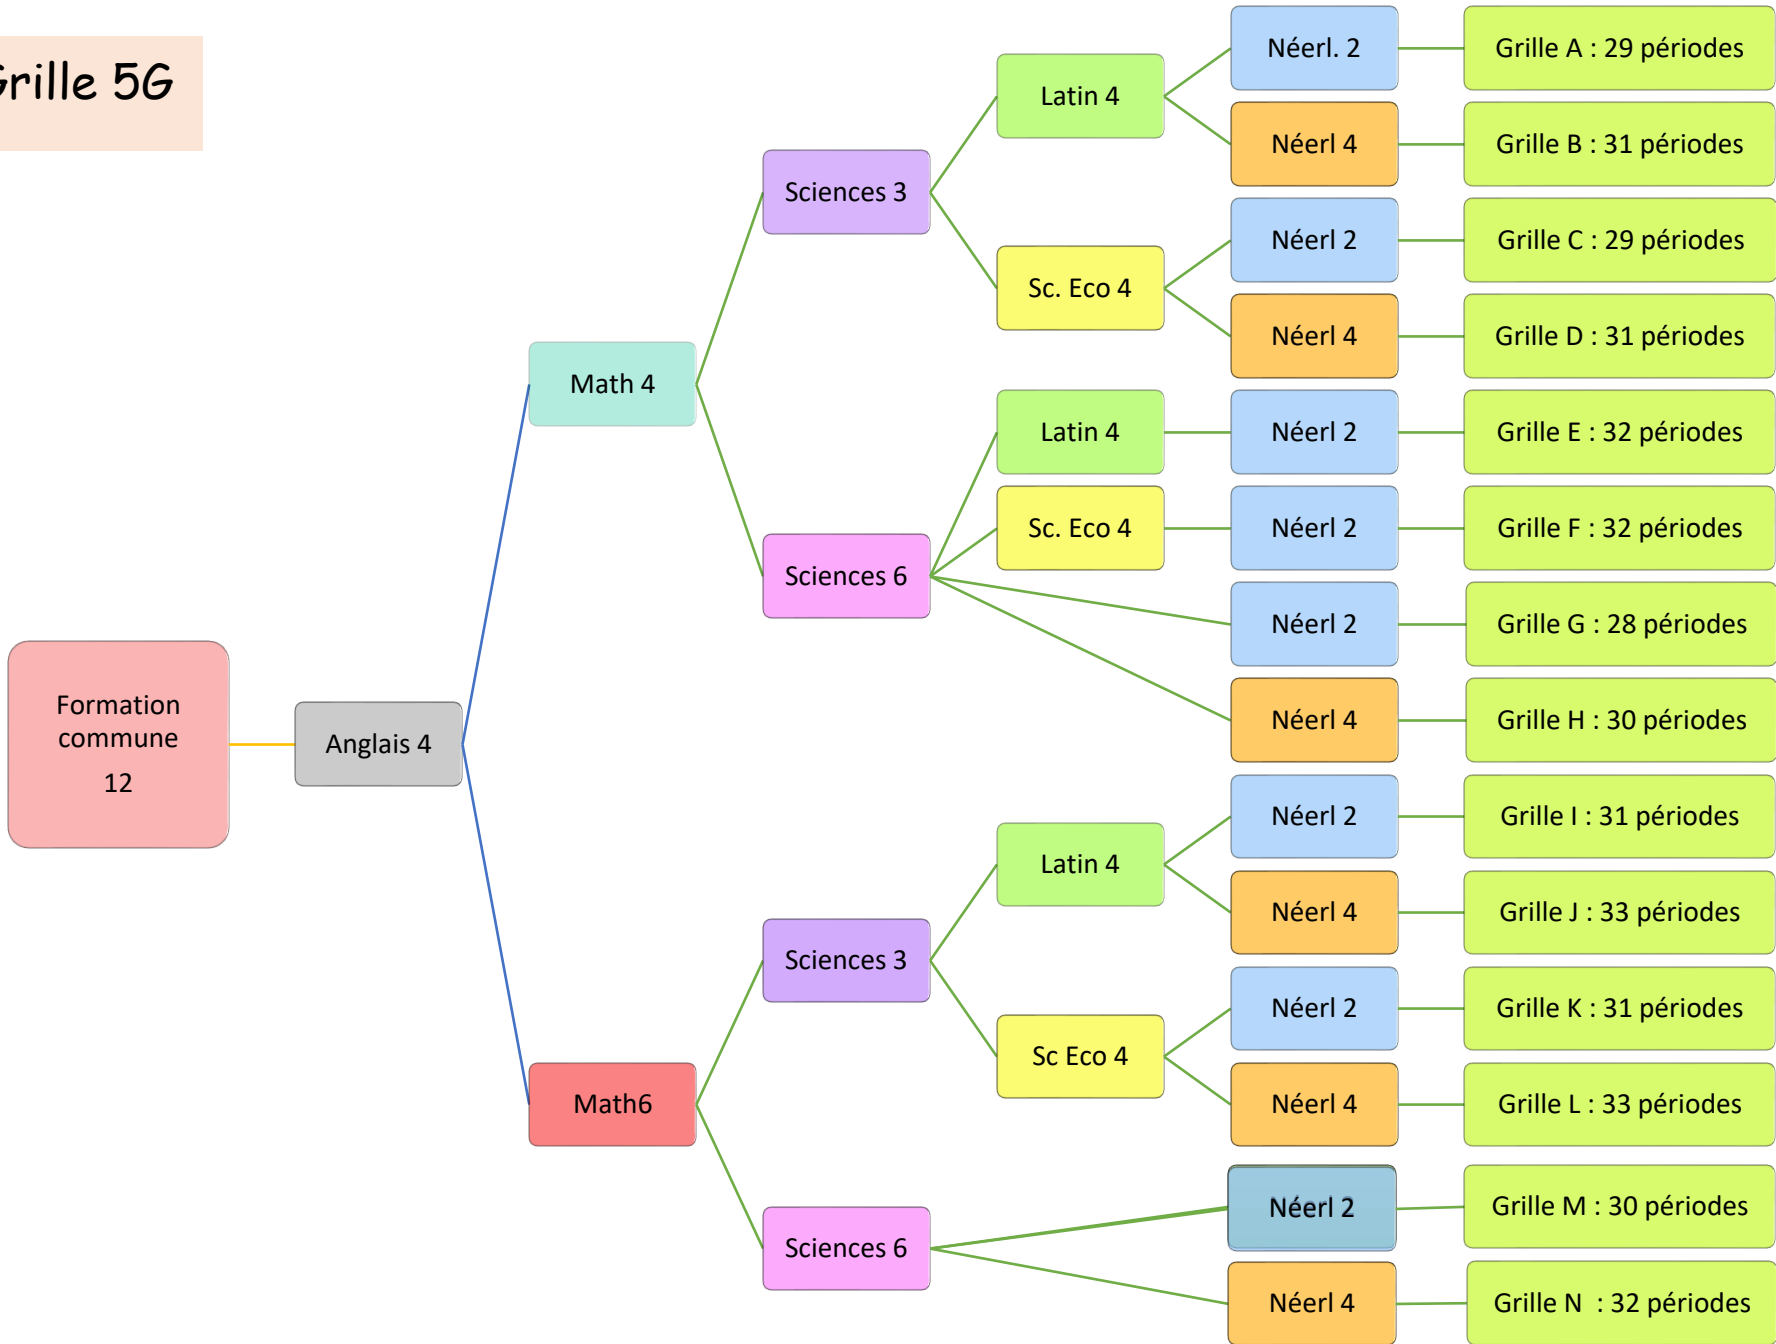 Grille 5G
Néerl. 2
Grille A : 29 périodes
Latin 4
Néerl 4
Grille B : 31 périodes
Sciences 3
Néerl 2
Grille C : 29 périodes
Sc. Eco 4
Néerl 4
Grille D : 31 périodes
Math 4
Latin 4
Néerl 2
Grille E : 32 périodes
Sc. Eco 4
Néerl 2
Grille F : 32 périodes
Sciences 6
Néerl 2
Grille G : 28 périodes
Néerl 4
Grille H : 30 périodes
Formation
commune
12
Anglais 4
Néerl 2
Grille I : 31 périodes
Latin 4
Néerl 4
Grille J : 33 périodes
Sciences 3
Néerl 2
Grille K : 31 périodes
Sc Eco 4
Néerl 4
Grille L : 33 périodes
Math6
Néerl 2
Grille M : 30 périodes
Sciences 6
Néerl 4
Grille N : 32 périodes